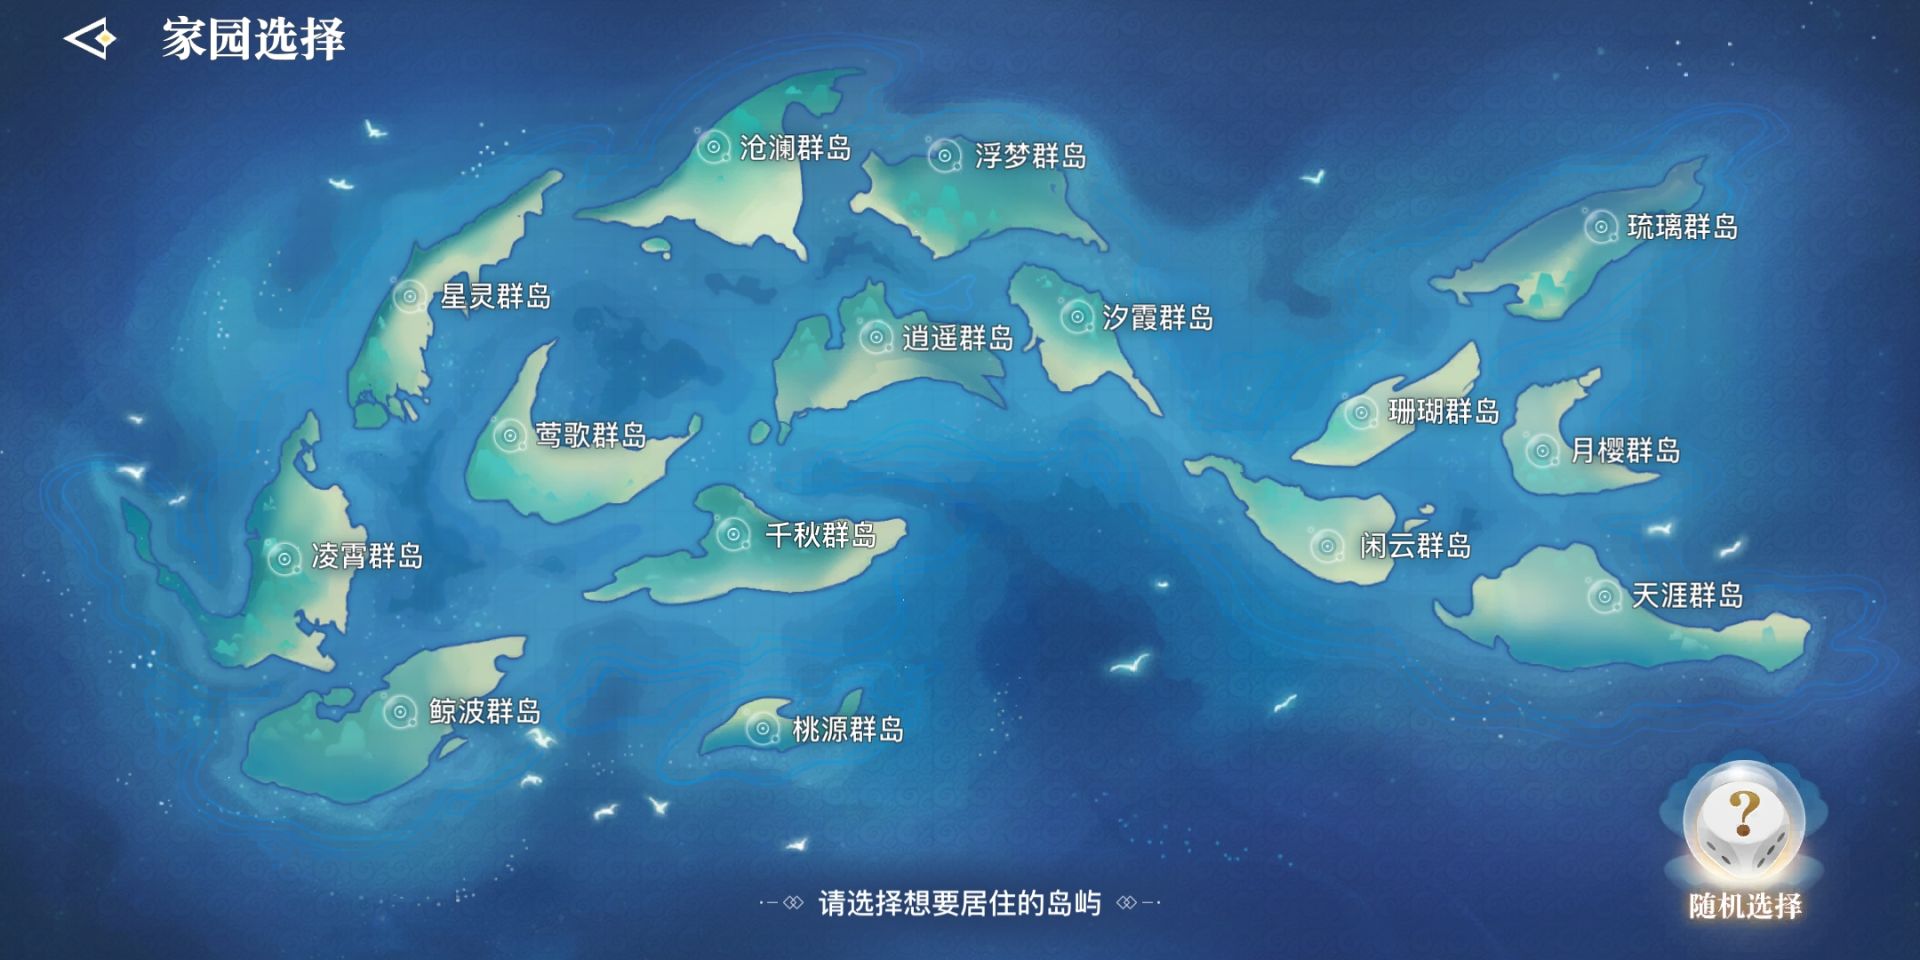 家园选择
沧澜群岛
浮梦群岛
琉璃群岛
星灵群岛
逍遥群岛
汐霞群岛
珊瑚群岛
莺歌群岛
月樱群岛
千秋群岛
闲云群岛
凌霄群岛
天涯群岛
鲸波群岛
桃源群岛
请选择想要居住的岛屿
?
随机选择